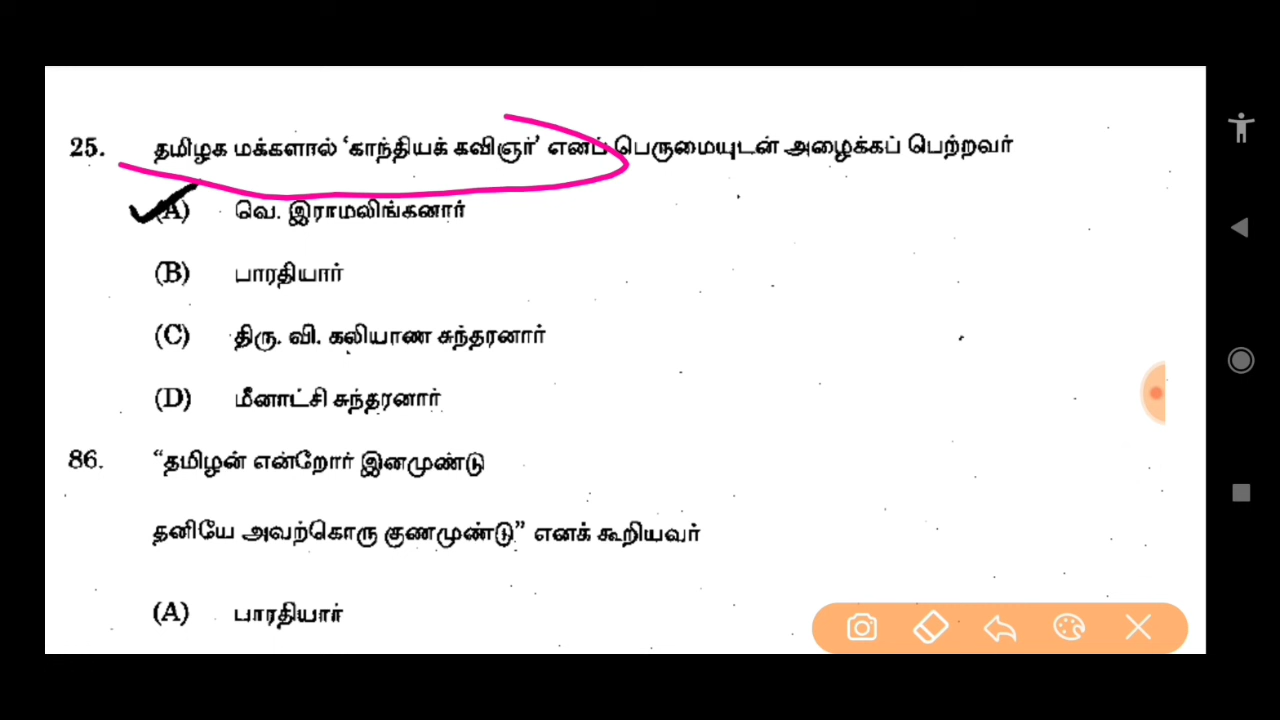 25. தமிழக மக்களால் ‘காந்தியக் கவிஞர்’ எனப் பெருமையுடன் அழைக்கப் பெற்றவர்
(A) வெ. இராமலிங்கனார்
(B) பாரதியார்
(C) திரு. வி. கலியாண சுந்தரனார்
(D) மீனாட்சி சுந்தரனார்
86. “தமிழன் என்றோர் இனமுண்டு
தனியே அவற்கொரு குணமுண்டு” எனக் கூறியவர்
(A) பாரதியார்